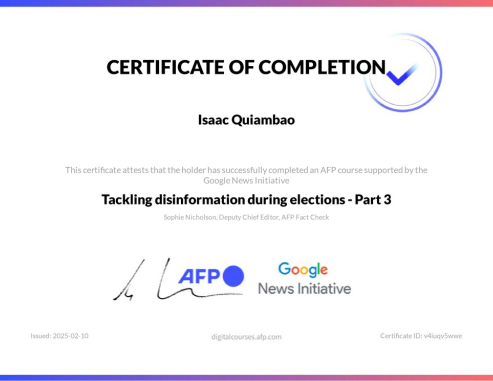 CERTIFICATE OF COMPLETION
Isaac Quiambao
This certificate attests that the holder has successfully completed an AFP course supported by the
Google News Initiative
Tackling disinformation during elections - Part 3
Sophie Nicholson, Deputy Chief Editor, AFP Fact Check
AFP
Google
News Initiative
Issued: 2025-02-10
digitalcourses.afp.com
Certificate ID: v4iuqv5wwe